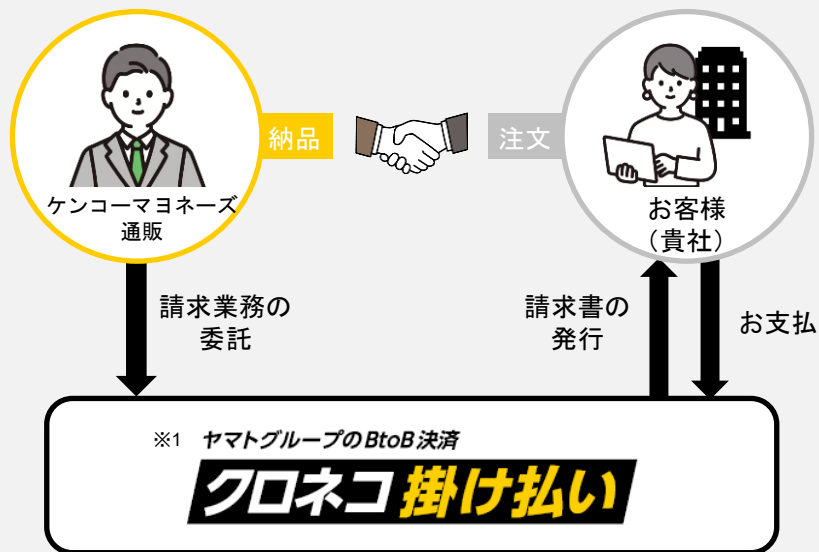 納品
注文
ケンコーマヨネーズ
通販
お客様
（貴社）
請求業務の
委託
請求書の
発行
お支払
※1 ヤマトグループのBtoB決済
クロネコ掛け払い